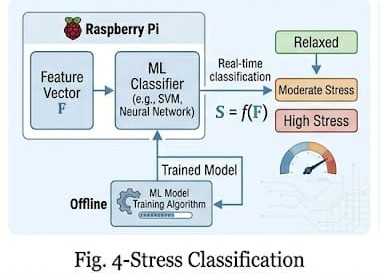 Raspberry Pi
Feature
Vector
F
ML
Classifier
(e.g., SVM,
Neural Network)
Real-time
classification
S = f(F)
Relaxed
Moderate Stress
High Stress
Trained Model
Offline
ML Model
Training Algorithm
Fig. 4-Stress Classification